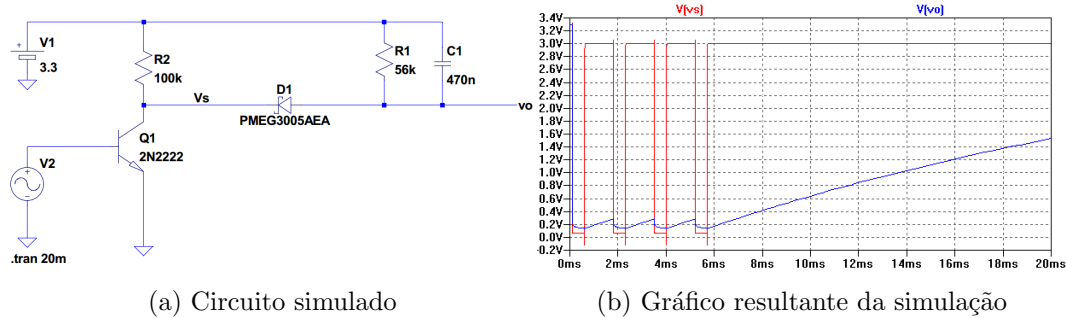 V1
3.3
R2
100k
R1
56k
C1
470n
Vs
D1
PMEG3005AEA
vo
Q1
2N2222
V2
.tran 20m
V(vs)
V(vo)
3.4V
3.2V
3.0V
2.8V
2.6V
2.4V
2.2V
2.0V
1.8V
1.6V
1.4V
1.2V
1.0V
0.8V
0.6V
0.4V
0.2V
0.0V
-0.2V
0ms 2ms 4ms 6ms 8ms 10ms 12ms 14ms 16ms 18ms 20ms
(a) Circuito simulado
(b) Gráfico resultante da simulação